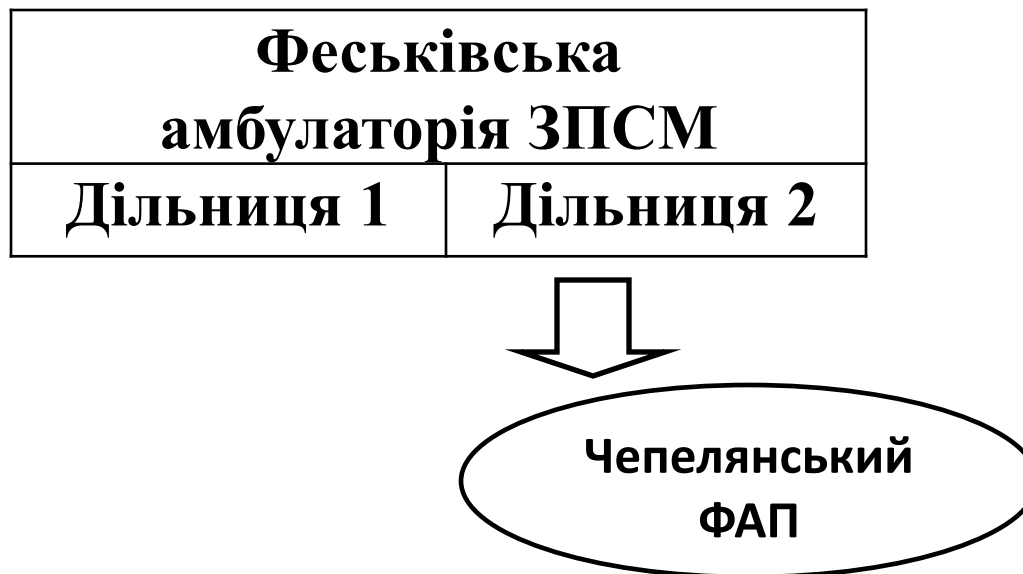 Феськівська
амбулаторія ЗПСМ
Дільниця 1 Дільниця 2
Чепелянський
ФАП